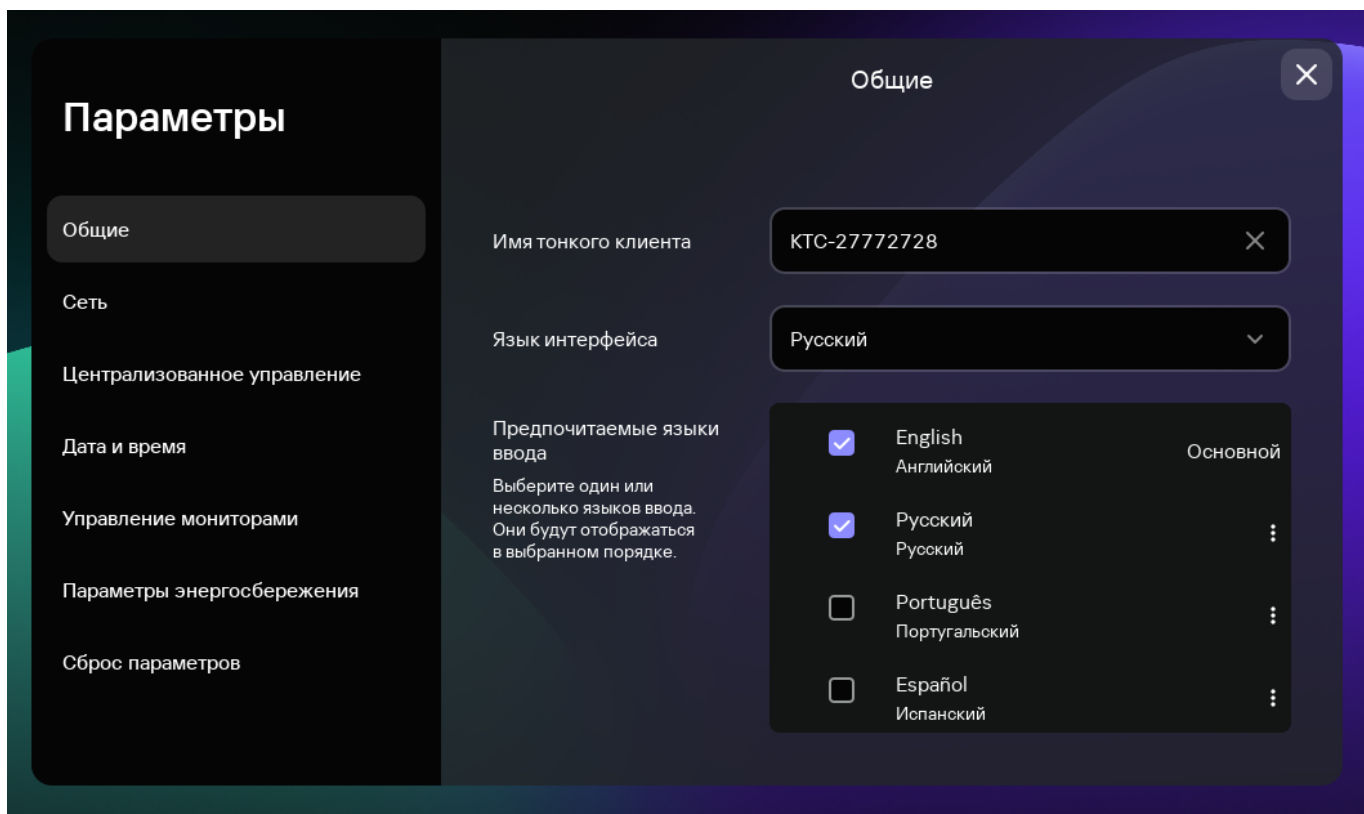 Параметры
Общие
Сеть
Централизованное управление
Дата и время
Управление мониторами
Параметры энергосбережения
Сброс параметров
Общие
Имя тонкого клиента
КТС-27772728
Язык интерфейса
Русский
Предпочитаемые языки
ввода
Выберите один или
несколько языков ввода.
Они будут отображаться
в выбранном порядке.
English
Английский
Основной
Русский
Русский
Português
Португальский
Español
Испанский